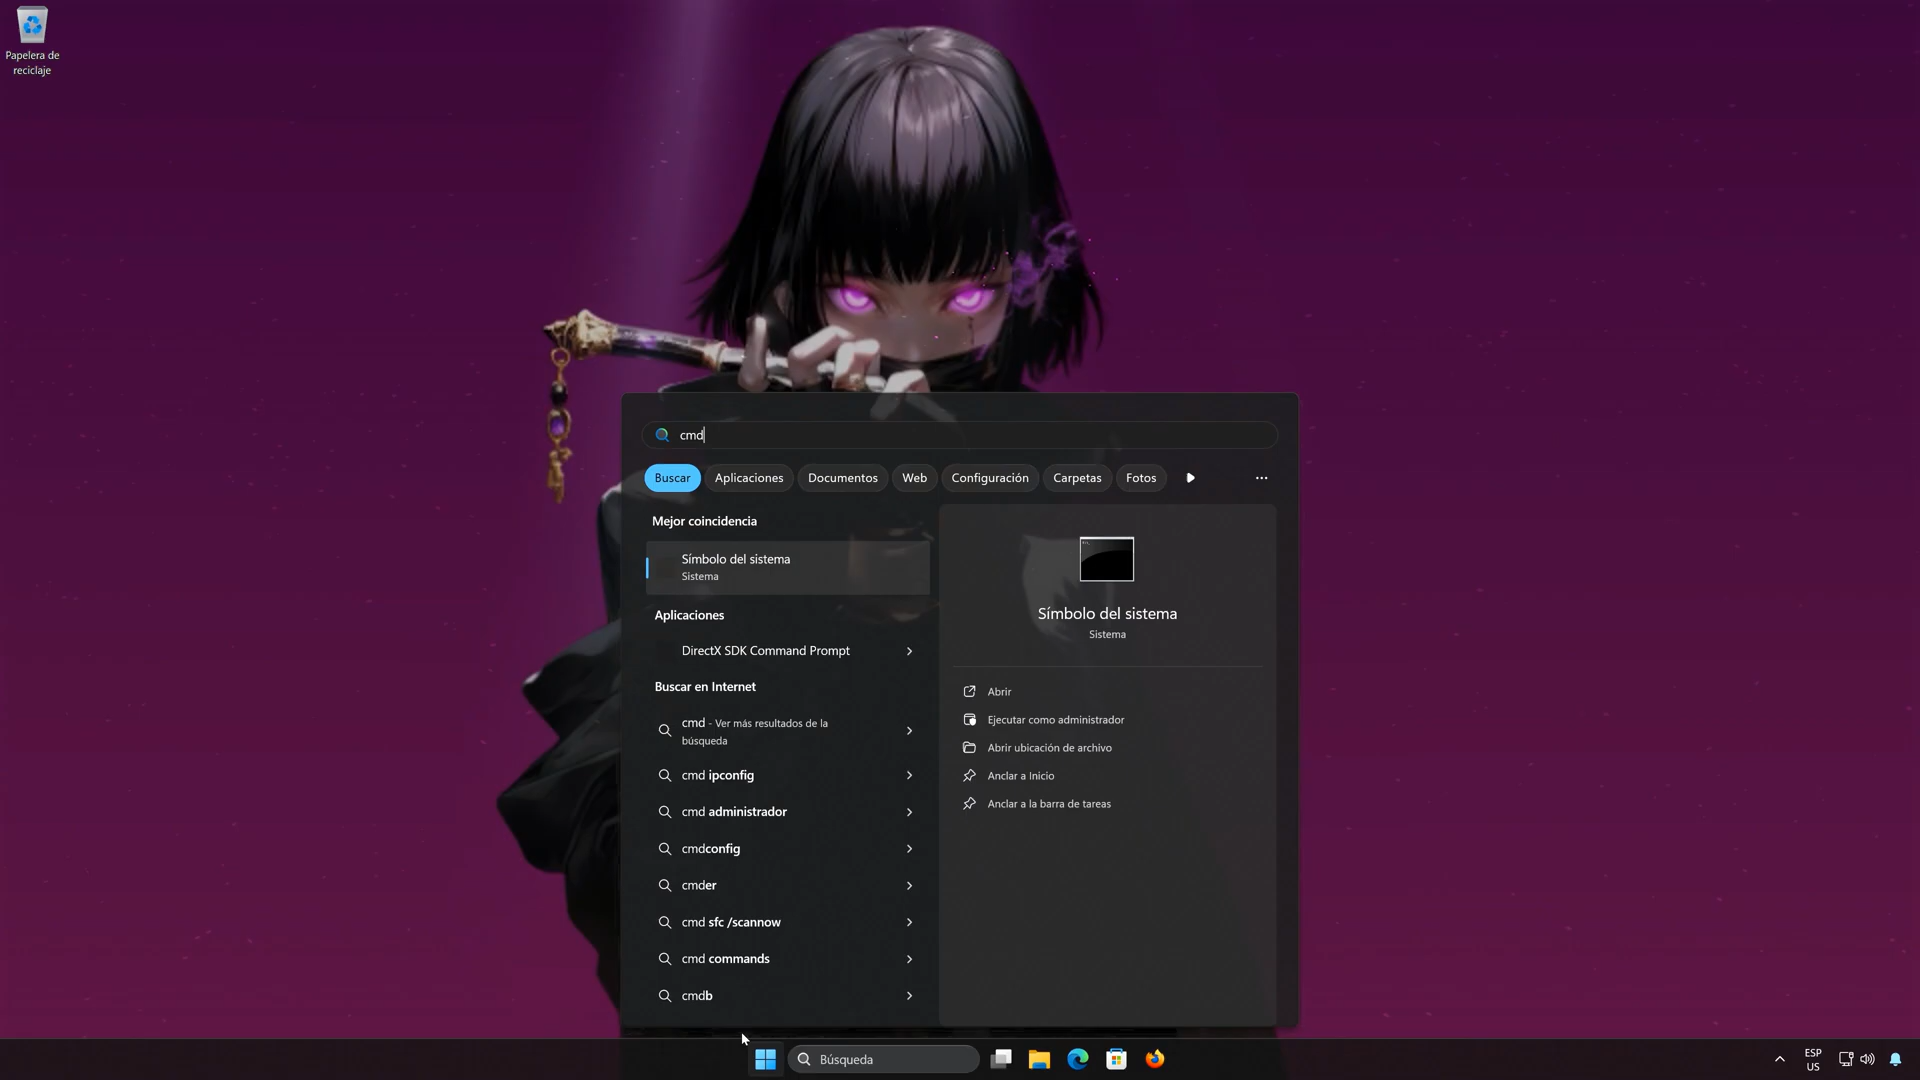 Papelera de
reciclaje
cmd
Buscar
Aplicaciones
Documentos
Web
Configuración
Carpetas
Fotos
Mejor coincidencia
Símbolo del sistema
Sistema
Aplicaciones
DirectX SDK Command Prompt
Buscar en Internet
cmd - Ver más resultados de la
búsqueda
cmd ipconfig
cmd administrador
cmdconfig
cmder
cmd sfc /scannow
cmd commands
cmdb
Símbolo del sistema
Sistema
Abrir
Ejecutar como administrador
Abrir ubicación de archivo
Anclar a Inicio
Anclar a la barra de tareas
Búsqueda
ESP
US